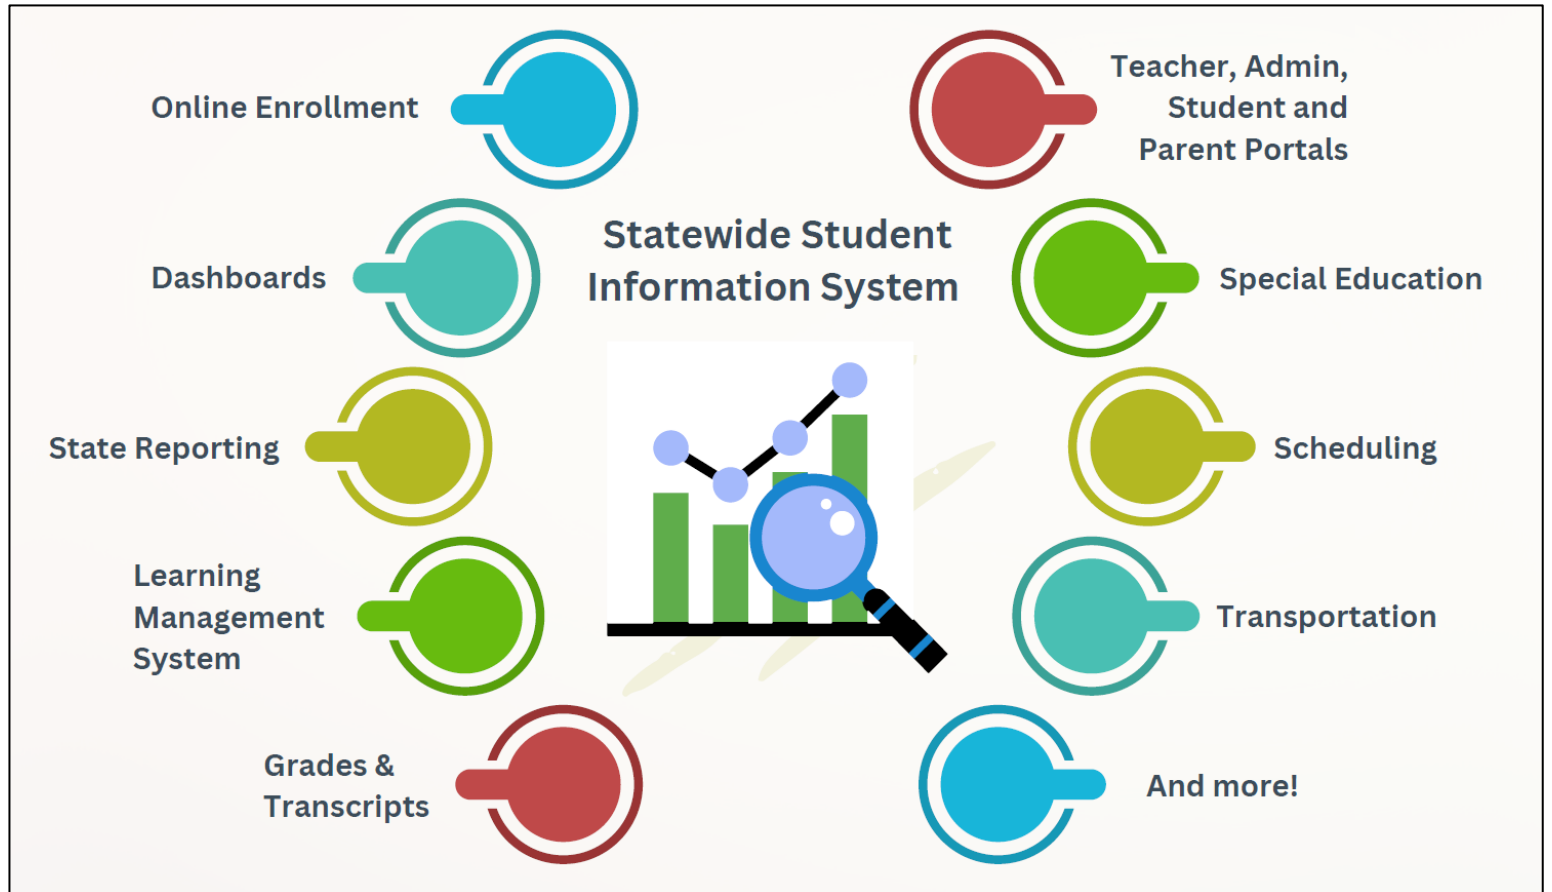 Statewide Student
Information System
Online Enrollment
Dashboards
State Reporting
Learning
Management
System
Grades &
Transcripts
Teacher, Admin,
Student and
Parent Portals
Special Education
Scheduling
Transportation
And more!